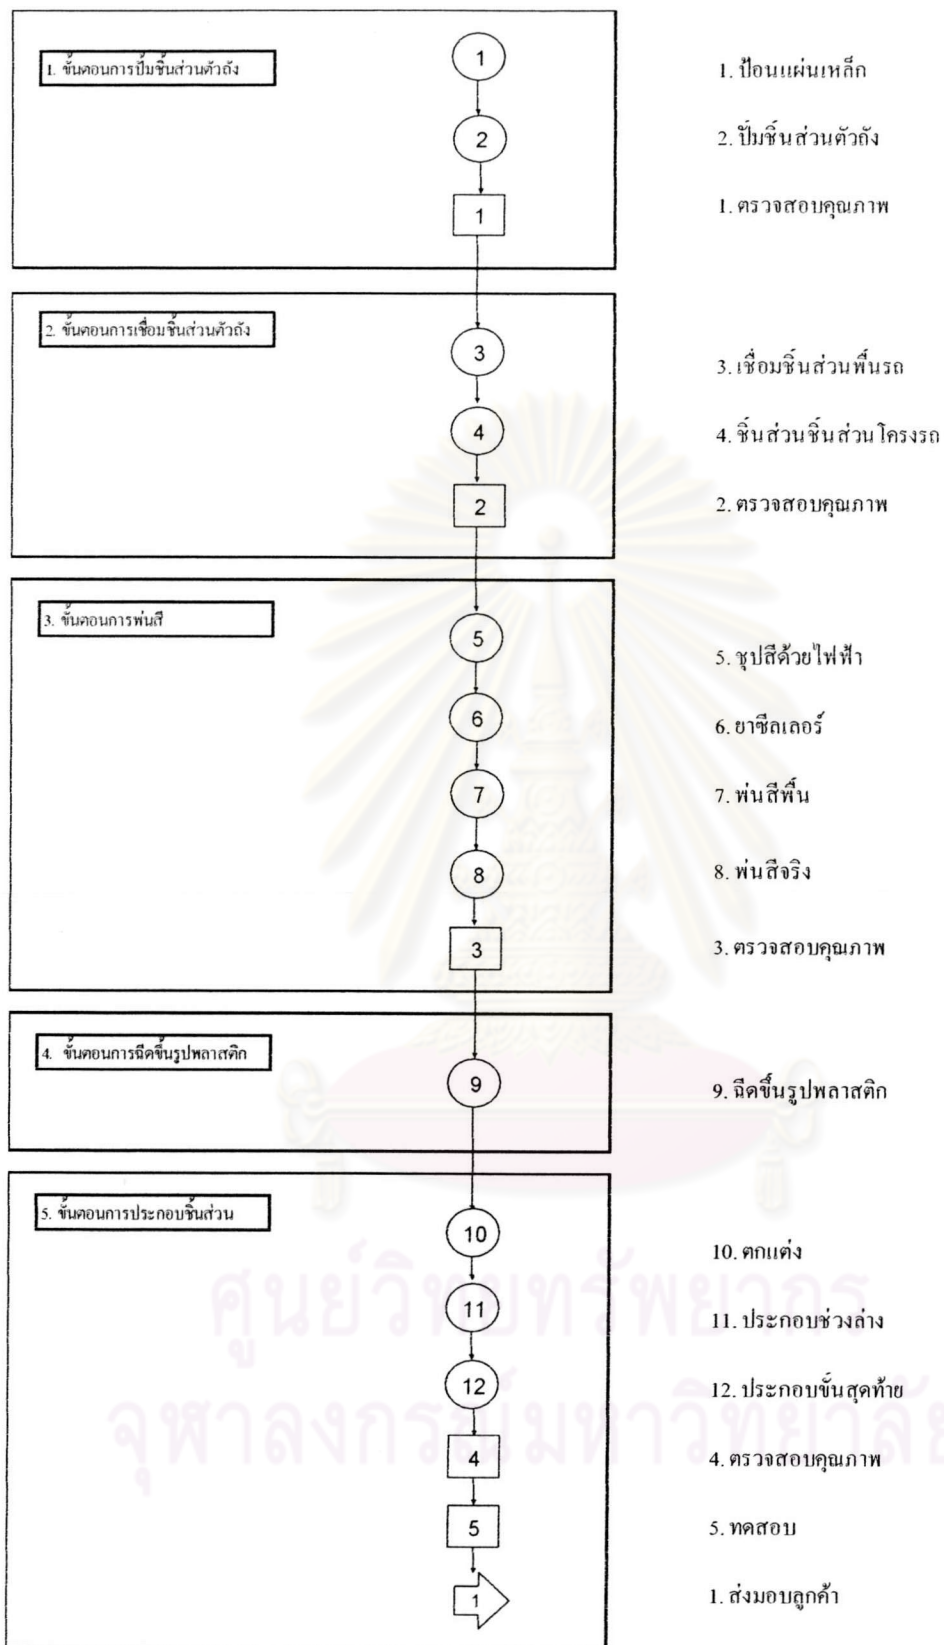 1. ขั้นตอนการปั้มชิ้นส่วนตัวถัง
1
1. ป้อนแผ่นเหล็ก
2
2. ปั๊มชิ้นส่วนตัวถัง
1
1. ตรวจสอบคุณภาพ
2. ขั้นตอนการเชื่อมชิ้นส่วนตัวถัง
3
3. เชื่อมชิ้นส่วนพื้นรถ
4
4. ชิ้นส่วนชิ้นส่วนโครงรถ
2
2. ตรวจสอบคุณภาพ
3. ขั้นตอนการพ่นสี
5
5. ชุปสีด้วยไฟฟ้า
6
6. ยาซีลเลอร์
7
7. พ่นสีพื้น
8
8. พ่นสีจริง
3
3. ตรวจสอบคุณภาพ
4. ขั้นตอนการฉีดขึ้นรูปพลาสติก
9
9. ฉีดขึ้นรูปพลาสติก
5. ขั้นตอนการประกอบชิ้นส่วน
10
10. ตกแต่ง
11
11. ประกอบช่วงล่าง
12
12. ประกอบขั้นสุดท้าย
4
4. ตรวจสอบคุณภาพ
5
5. ทดสอบ
1
1. ส่งมอบลูกค้า
ศูนย์วิทยทรัพยากร
จุฬาลงกรณ์มหาวิทยาลัย